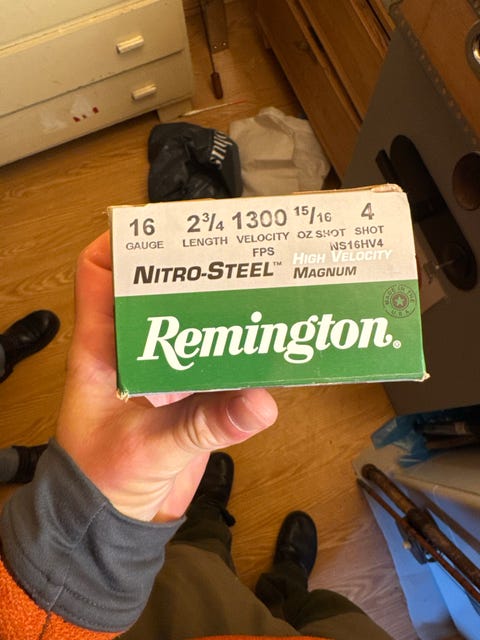 16 2¾ 1300 15/16 4
GAUGE LENGTH VELOCITY OZ SHOT SHOT
FPS NS16HV4
NITRO-STEEL™ HIGH VELOCITY
MAGNUM
MADE IN THE U.S.A.
Remington®